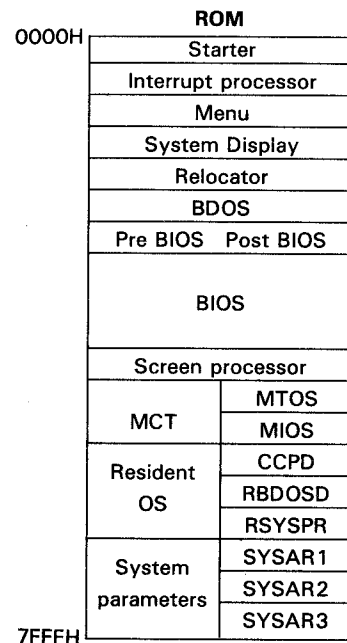 ROM
0000H
Starter
Interrupt processor
Menu
System Display
Relocator
BDOS
Pre BIOS Post BIOS
BIOS
Screen processor
MCT
MTOS
MIOS
Resident
OS
CCPD
RBDOSD
RSYSPR
System
parameters
SYSAR1
SYSAR2
SYSAR3
7FFFH